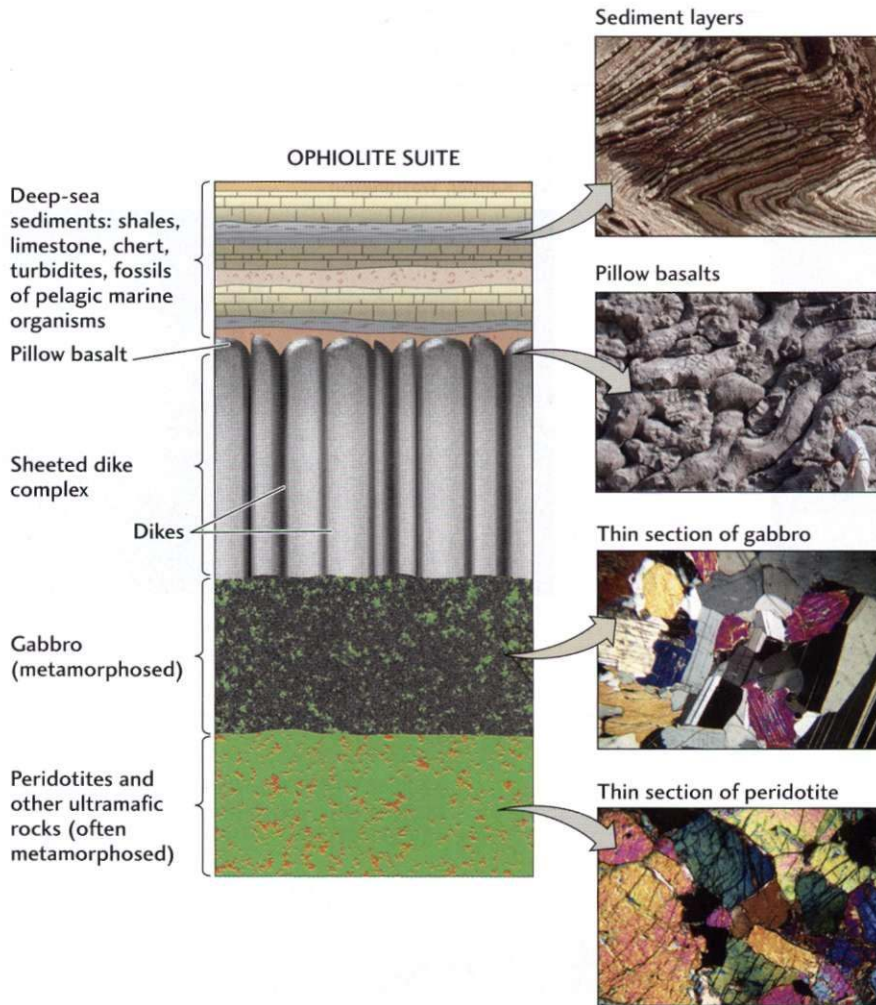 Sediment layers
OPHIOLITE SUITE
Deep-sea
sediments: shales,
limestone, chert,
turbidites, fossils
of pelagic marine
organisms
Pillow basalt
Pillow basalts
Sheeted dike
complex
Dikes
Thin section of gabbro
Gabbro
(metamorphosed)
Peridotites and
other ultramafic
rocks (often
metamorphosed)
Thin section of peridotite